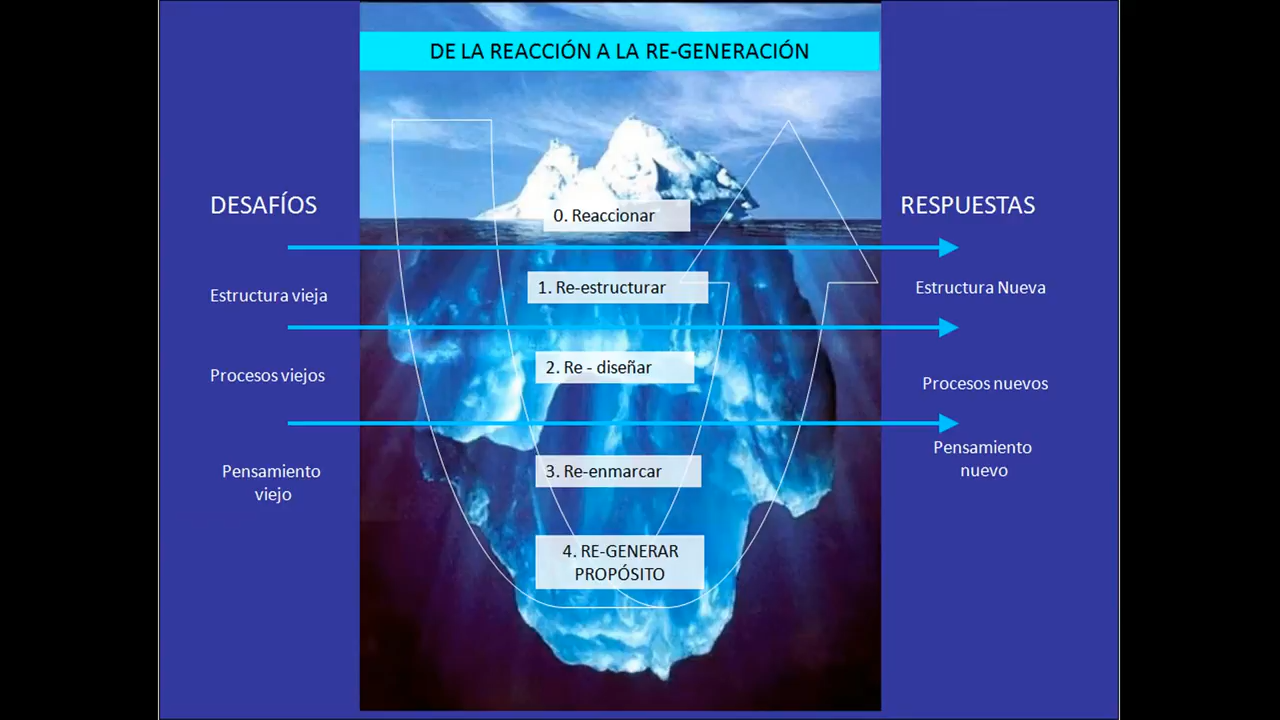 DE LA REACCIÓN A LA RE-GENERACIÓN
DESAFÍOS
RESPUESTAS
0. Reaccionar
Estructura vieja
1. Re-estructurar
Estructura Nueva
Procesos viejos
2. Re - diseñar
Procesos nuevos
Pensamiento
viejo
3. Re-enmarcar
Pensamiento
nuevo
4. RE-GENERAR
PROPÓSITO